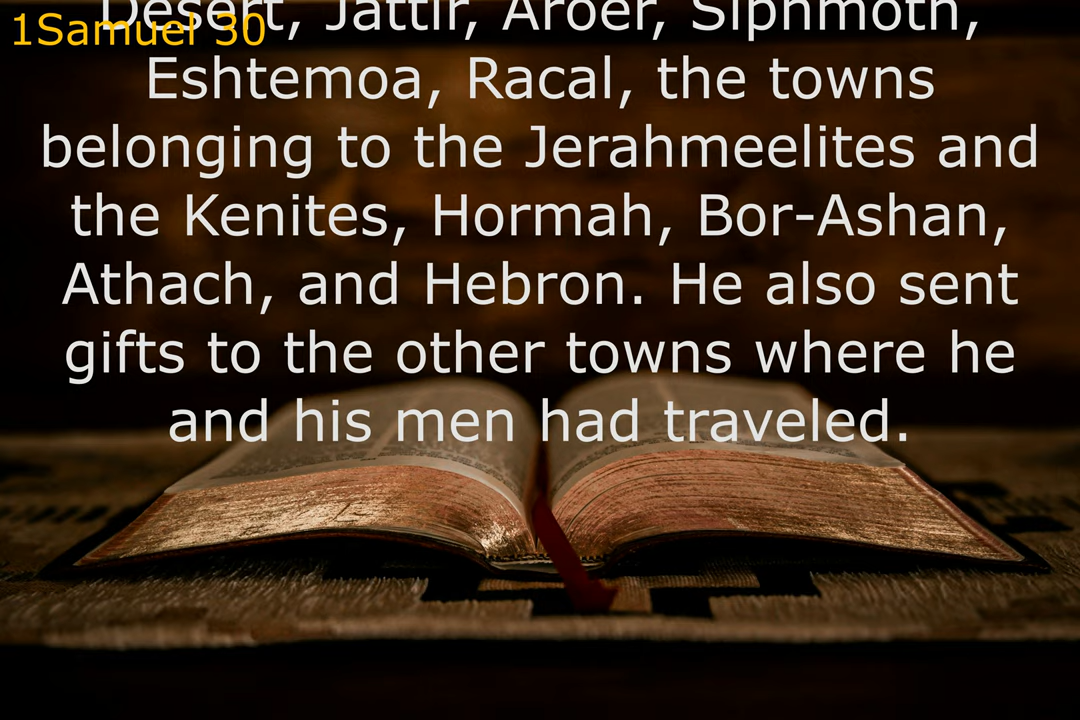 1Samuel 30
Desert, Jattir, Aroer, Siphmoth,
Eshtemoa, Racal, the towns
belonging to the Jerahmeelites and
the Kenites, Hormah, Bor-Ashan,
Athach, and Hebron. He also sent
gifts to the other towns where he
and his men had traveled.